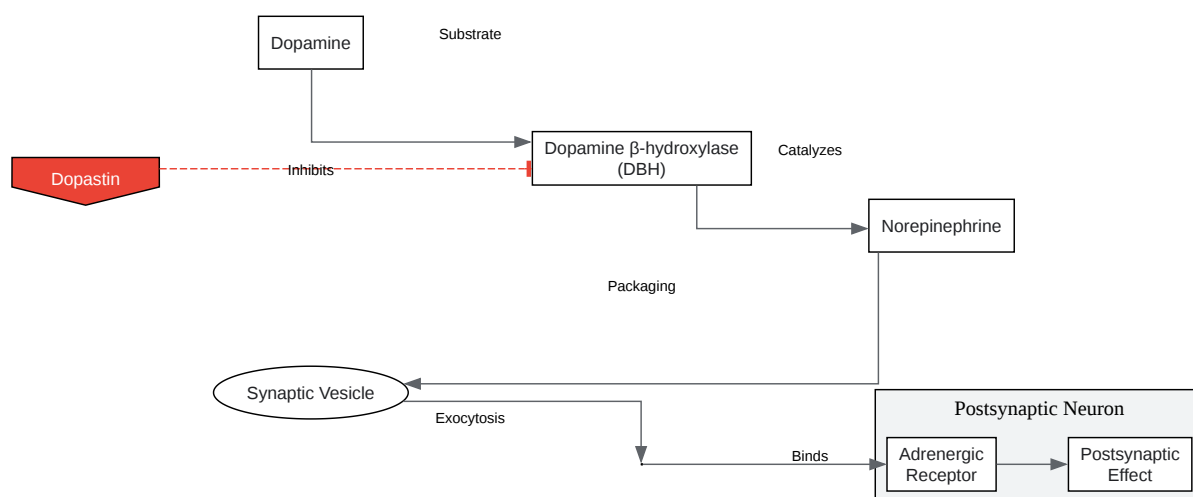 Dopamine
Substrate
Dopamine β-hydroxylase
(DBH)
Catalyzes
Inhibits
Dopastin
Norepinephrine
Packaging
Synaptic Vesicle
Exocytosis
Postsynaptic Neuron
Binds
Adrenergic
Receptor
Postsynaptic
Effect